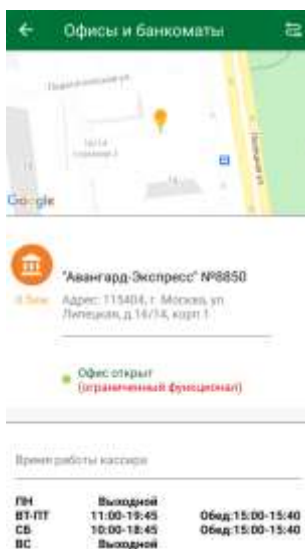 Офисы и банкоматы
16/14
Google
"Авангард-Экспресс" №8850
Адрес: 115404, г. Москва, ул.
Липецкая, д.16/14, корп 1
Офис открыт
(ограниченный функционал)
Время работы кассира
ПН Выходной
ВТ-ПТ 11:00-19:45 Обед:15:00-15:40
СБ 10:00-18:45 Обед:15:00-15:40
ВС Выходной